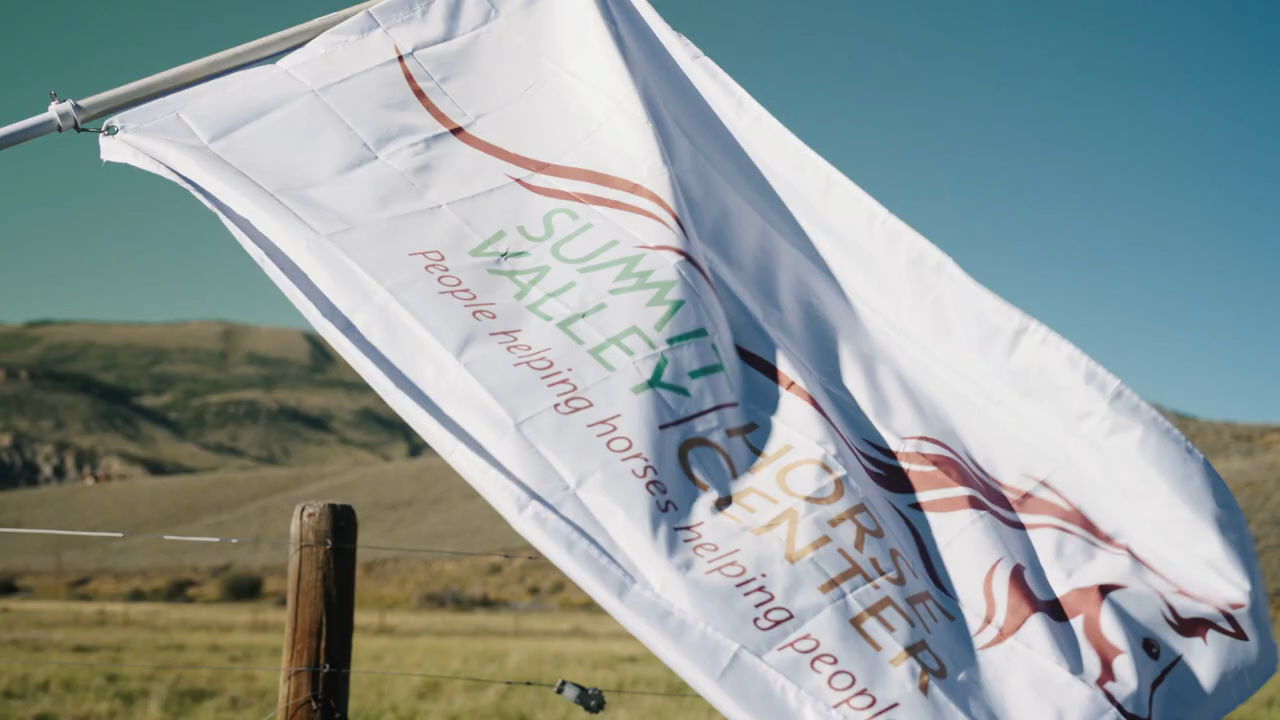 SUMMIT
VALLEY
HORSE
CENTER
People helping horses helping people